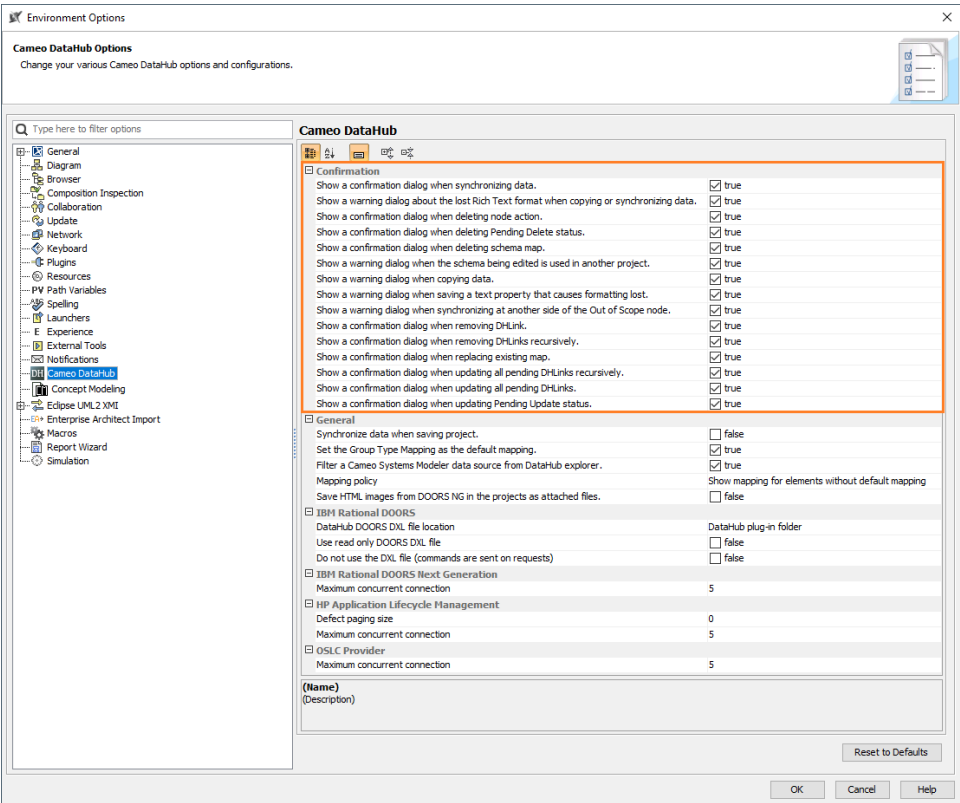 Environment Options
Cameo DataHub Options
Change your various Cameo DataHub options and configurations.
Type here to filter options
General
Diagram
Browser
Composition Inspection
Collaboration
Update
Network
Keyboard
Plugins
Resources
PV Path Variables
Spelling
Launchers
E Experience
External Tools
Notifications
DH Cameo DataHub
Concept Modeling
Eclipse UML2 XMI
EA+ Enterprise Architect Import
Macros
Report Wizard
Simulation
Cameo DataHub
Confirmation
Show a confirmation dialog when synchronizing data. true
Show a warning dialog about the lost Rich Text format when copying or synchronizing data. true
Show a confirmation dialog when deleting node action. true
Show a confirmation dialog when deleting Pending Delete status. true
Show a confirmation dialog when deleting schema map. true
Show a warning dialog when the schema being edited is used in another project. true
Show a warning dialog when copying data. true
Show a warning dialog when saving a text property that causes formatting lost. true
Show a warning dialog when synchronizing at another side of the Out of Scope node. true
Show a confirmation dialog when removing DHLink. true
Show a confirmation dialog when removing DHLinks recursively. true
Show a confirmation dialog when replacing existing map. true
Show a confirmation dialog when updating all pending DHLinks recursively. true
Show a confirmation dialog when updating all pending DHLinks. true
Show a confirmation dialog when updating Pending Update status. true
General
Synchronize data when saving project. false
Set the Group Type Mapping as the default mapping. true
Filter a Cameo Systems Modeler data source from DataHub explorer. true
Mapping policy Show mapping for elements without default mapping
Save HTML images from DOORS NG in the projects as attached files. false
IBM Rational DOORS
DataHub DOORS DXL file location DataHub plug-in folder
Use read only DOORS DXL file false
Do not use the DXL file (commands are sent on requests) false
IBM Rational DOORS Next Generation
Maximum concurrent connection 5
HP Application Lifecycle Management
Defect paging size 0
Maximum concurrent connection 5
OSLC Provider
Maximum concurrent connection 5
(Name)
(Description)
Reset to Defaults
OK Cancel Help